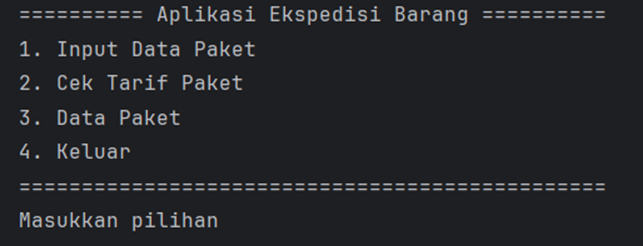 ========== Aplikasi Ekspedisi Barang ==========
1. Input Data Paket
2. Cek Tarif Paket
3. Data Paket
4. Keluar
===============================================
Masukkan pilihan